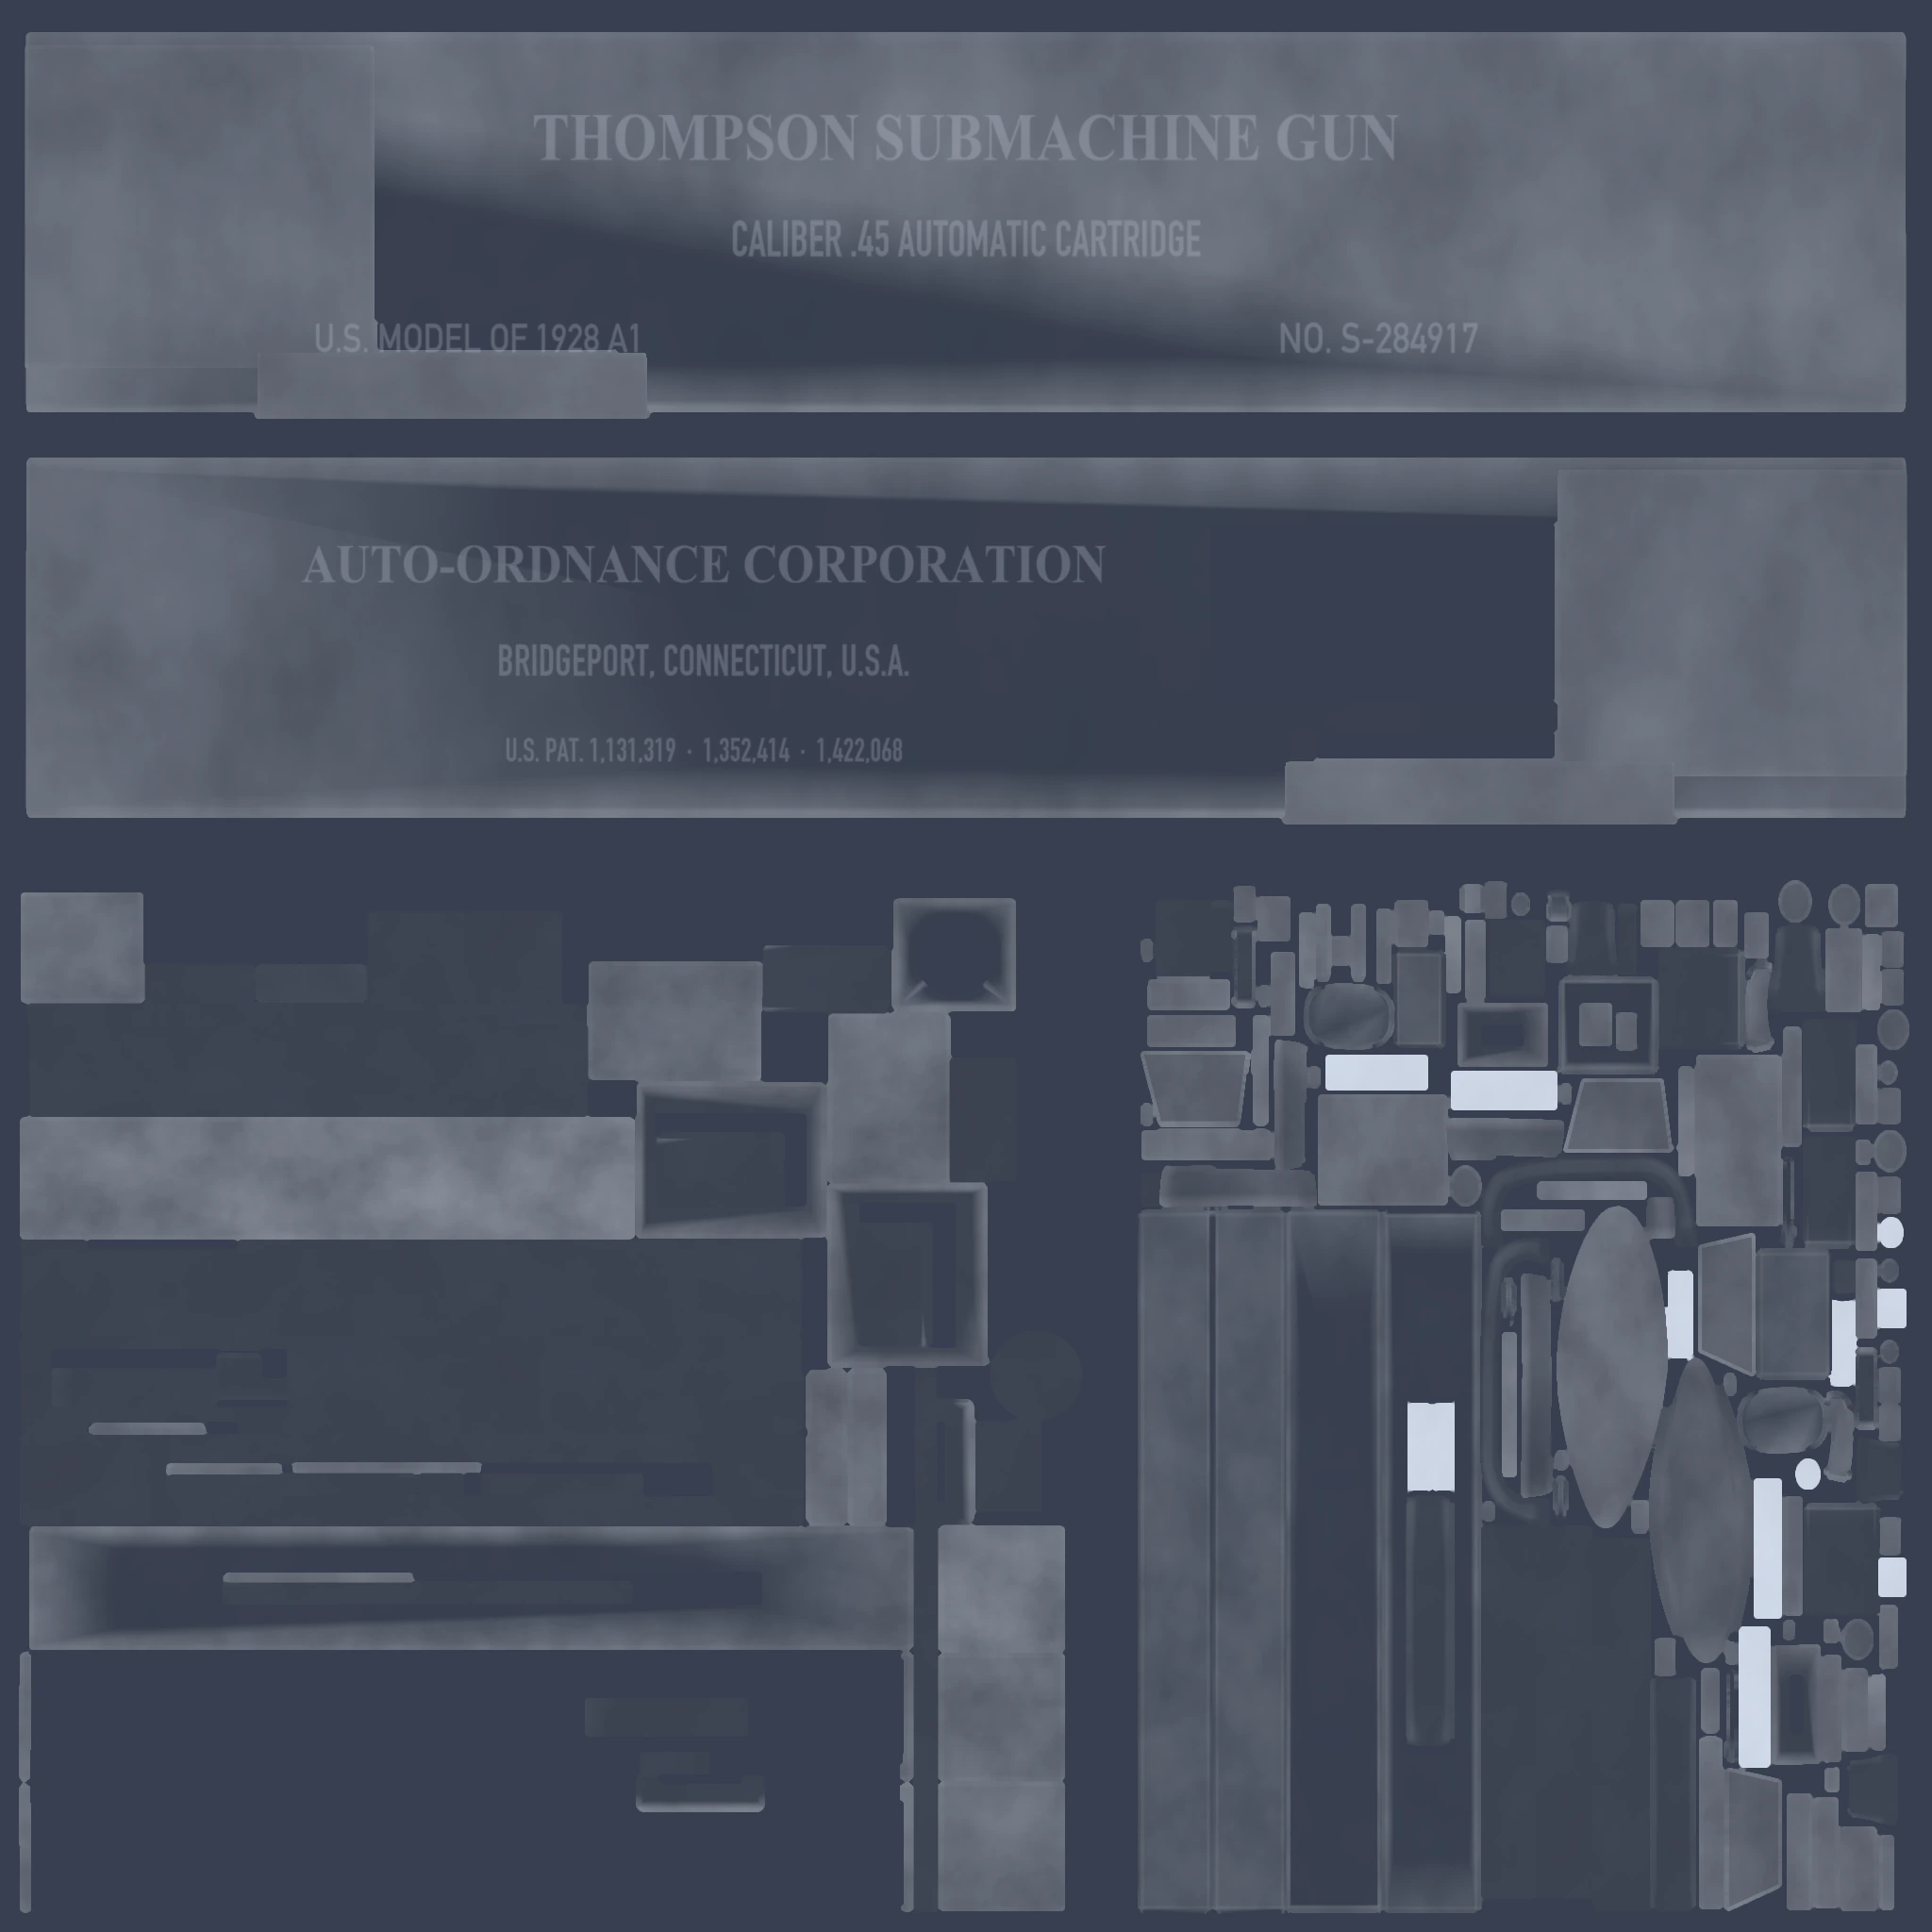 THOMPSON SUBMACHINE GUN
CALIBER .45 AUTOMATIC CARTRIDGE
U.S. MODEL OF 1928 A1
NO. S-284917
AUTO-ORDNANCE CORPORATION
BRIDGEPORT, CONNECTICUT, U.S.A.
U.S. PAT. 1,131,319 · 1,352,414 · 1,422,068